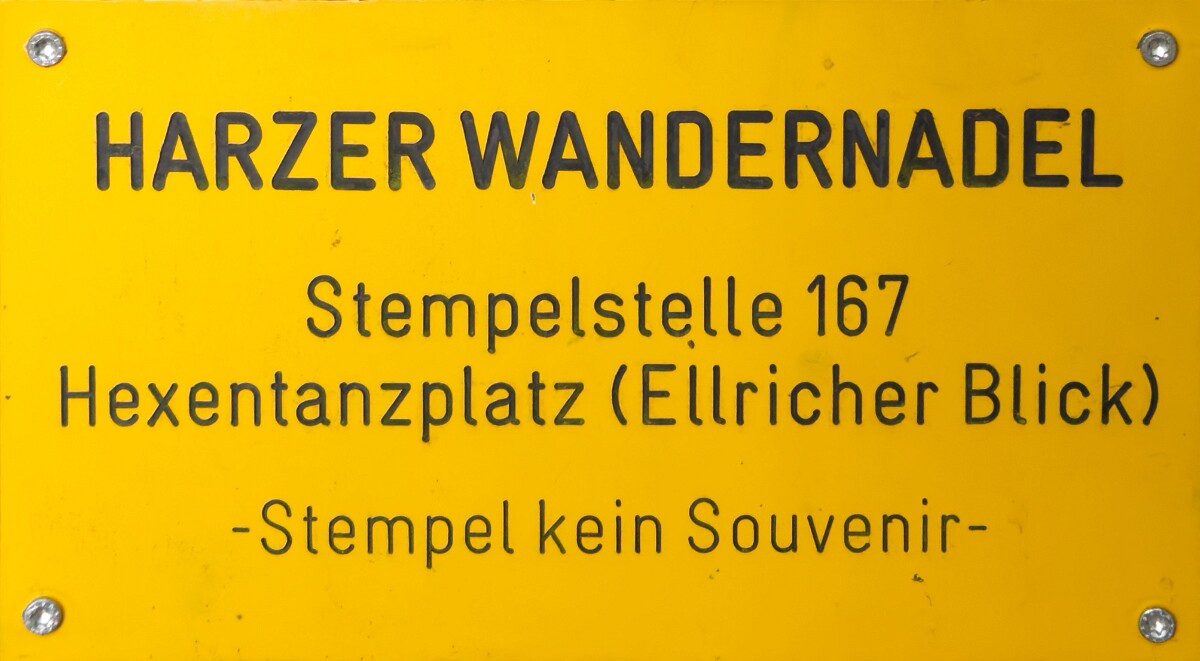 HARZER WANDERNADEL
Stempelstelle 167
Hexentanzplatz (Ellricher Blick)
-Stempel kein Souvenir-